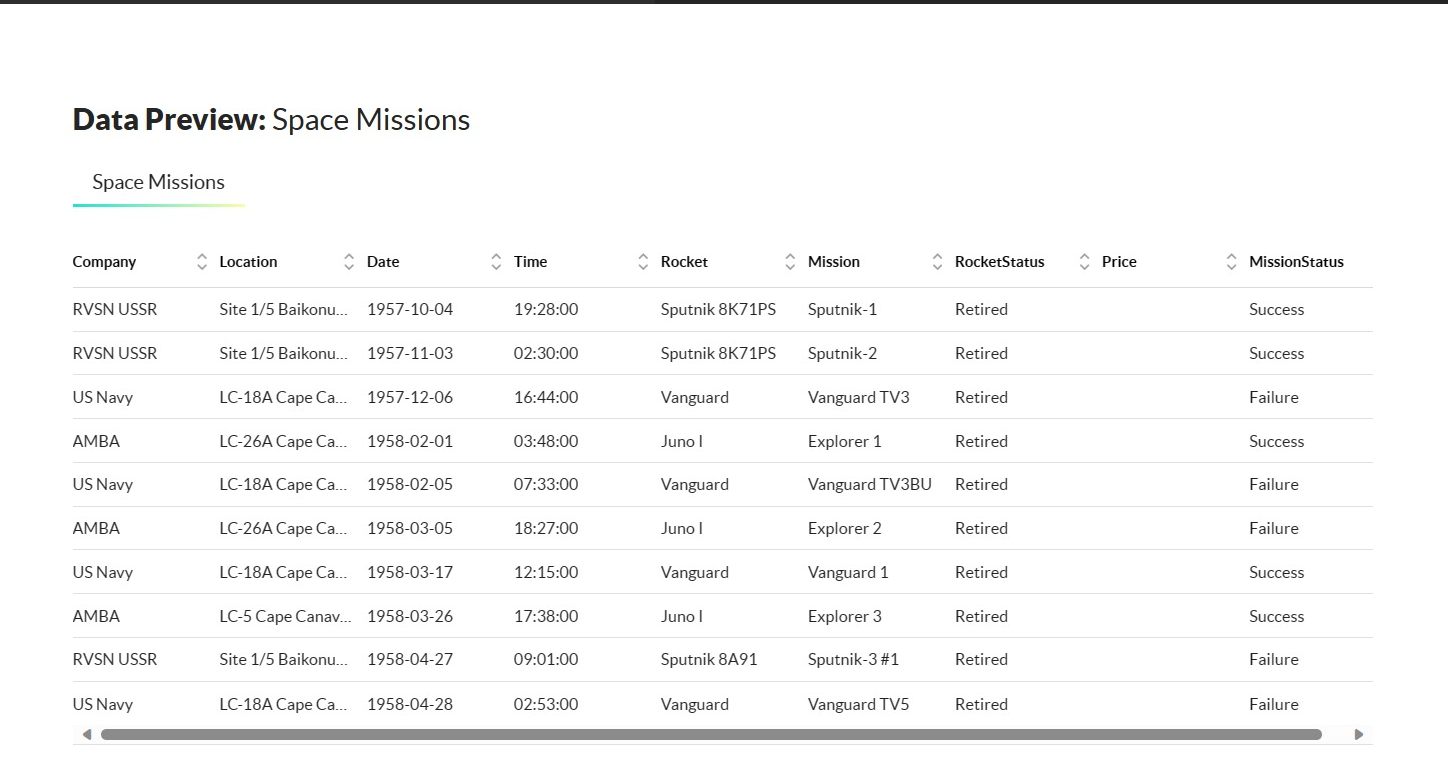 Data Preview: Space Missions
Space Missions
Company Location Date Time Rocket Mission RocketStatus Price MissionStatus
RVSN USSR Site 1/5 Baikonu... 1957-10-04 19:28:00 Sputnik 8K71PS Sputnik-1 Retired Success
RVSN USSR Site 1/5 Baikonu... 1957-11-03 02:30:00 Sputnik 8K71PS Sputnik-2 Retired Success
US Navy LC-18A Cape Ca... 1957-12-06 16:44:00 Vanguard Vanguard TV3 Retired Failure
AMBA LC-26A Cape Ca... 1958-02-01 03:48:00 Juno I Explorer 1 Retired Success
US Navy LC-18A Cape Ca... 1958-02-05 07:33:00 Vanguard Vanguard TV3BU Retired Failure
AMBA LC-26A Cape Ca... 1958-03-05 18:27:00 Juno I Explorer 2 Retired Failure
US Navy LC-18A Cape Ca... 1958-03-17 12:15:00 Vanguard Vanguard 1 Retired Success
AMBA LC-5 Cape Canav... 1958-03-26 17:38:00 Juno I Explorer 3 Retired Success
RVSN USSR Site 1/5 Baikonu... 1958-04-27 09:01:00 Sputnik 8A91 Sputnik-3 #1 Retired Failure
US Navy LC-18A Cape Ca... 1958-04-28 02:53:00 Vanguard Vanguard TV5 Retired Failure